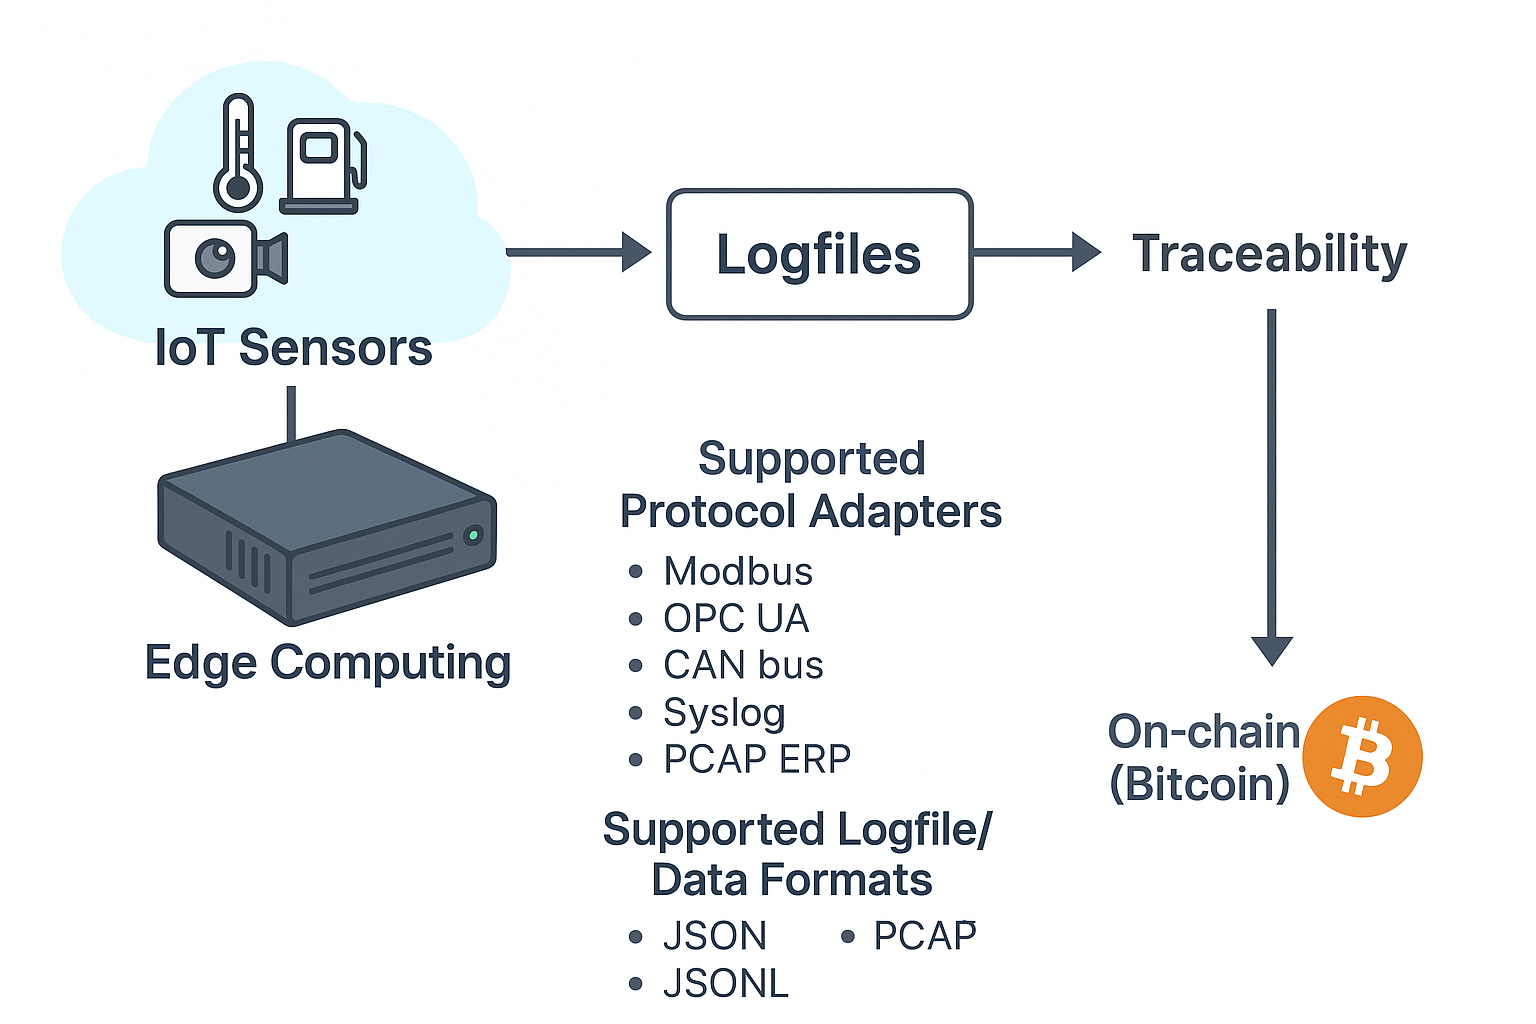 IoT Sensors
Edge Computing
Logfiles
Traceability
Supported
Protocol Adapters
• Modbus
• OPC UA
• CAN bus
• Syslog
• PCAP ERP
Supported Logfile/
Data Formats
• JSON
• PCAP
• JSONL
On-chain
(Bitcoin)